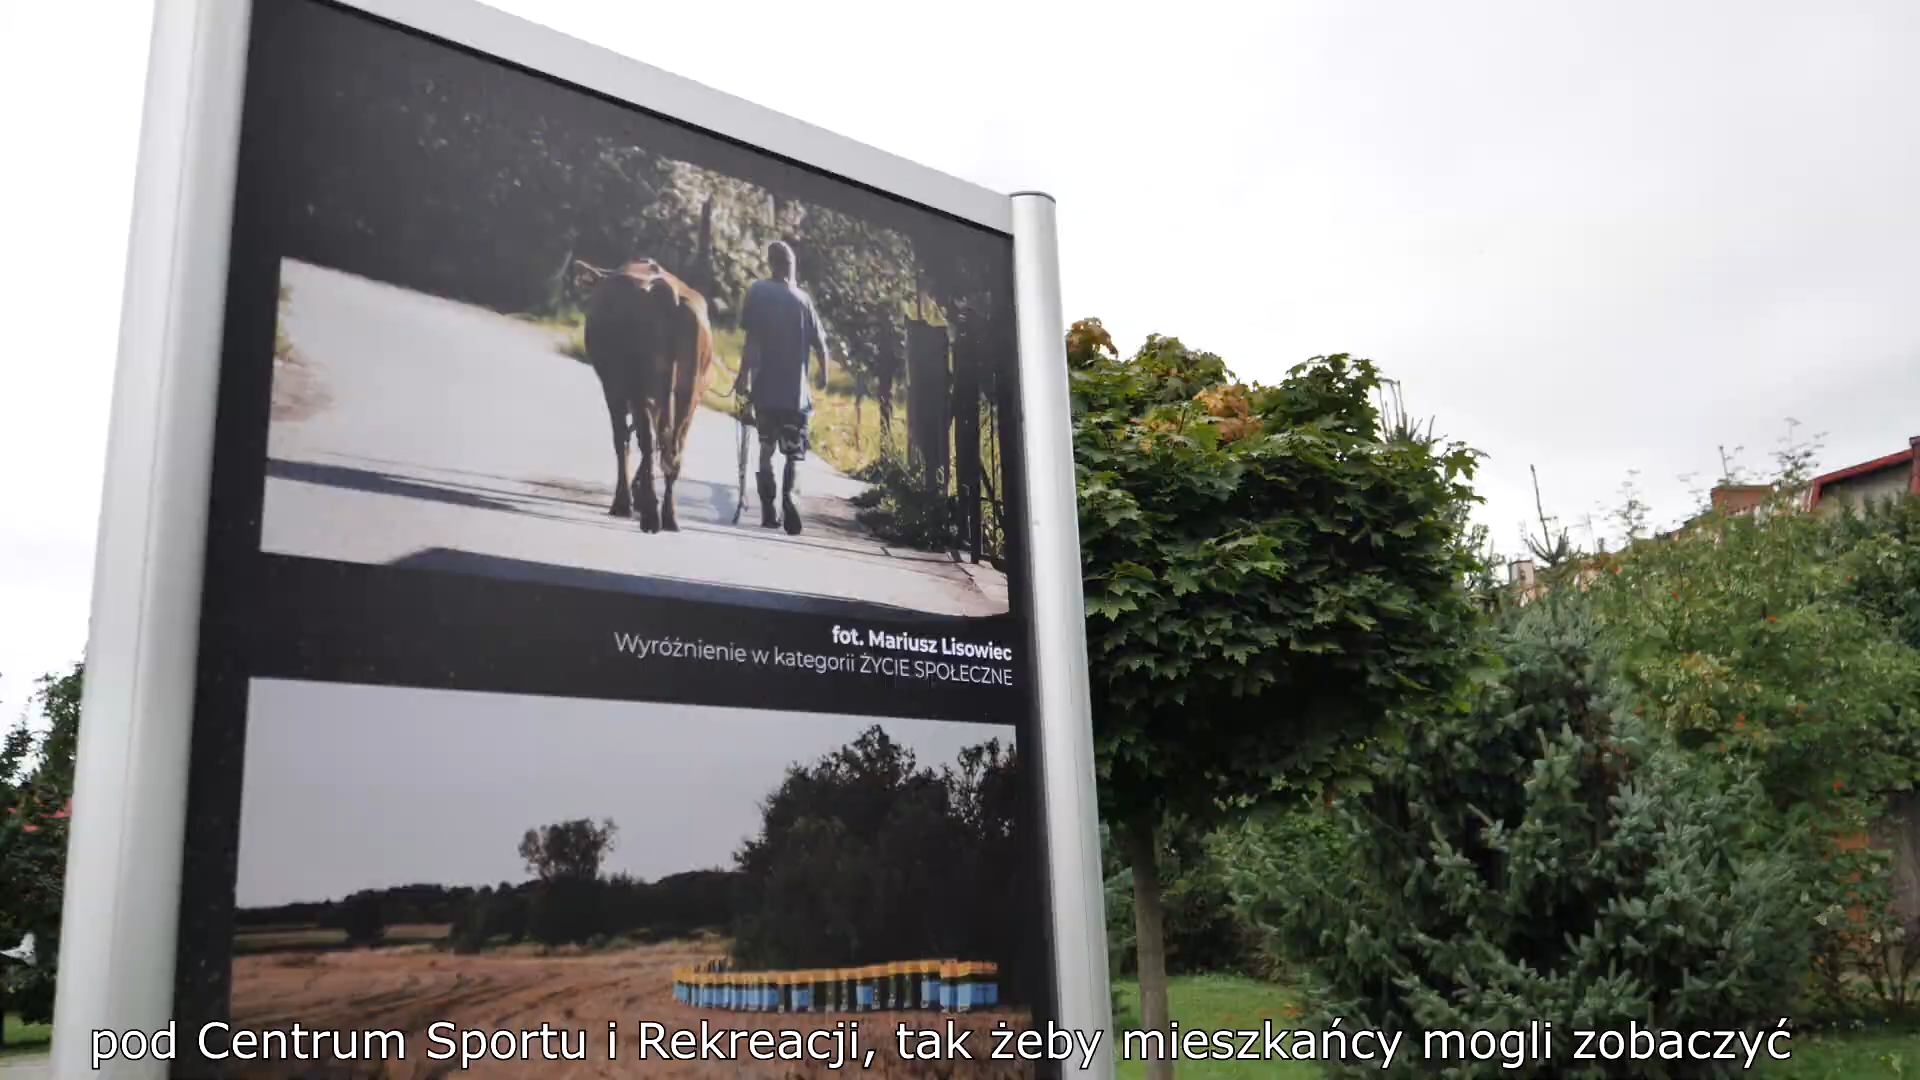 fot. Mariusz Lisowiec
Wyróżnienie w kategorii ŻYCIE SPOŁECZNE
pod Centrum Sportu i Rekreacji, tak żeby mieszkańcy mogli zobaczyć